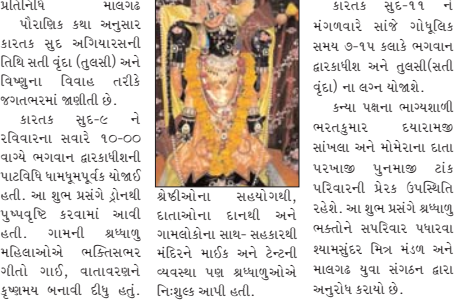 પ્રતિનિધિ માલગઢ
પૌરાણિક કથા અનુસાર
કારતક સુદ અગિયારસની
તિથિ સતી વૃંદા (તુલસી) અને
વિષ્ણુના વિવાહ તરીકે
જગતભરમાં જાણીતી છે.
કારતક સુદ-૯ ને
રવિવારના સવારે ૧૦-૦૦
વાગ્યે ભગવાન દ્વારકાધીશની
પાટવિધિ ધામધૂમપૂર્વક યોજાઈ
હતી. આ શુભ પ્રસંગે ડ્રોનથી
પુષ્પવૃષ્ટિ કરવામાં આવી
હતી. ગામની શ્રધ્ધાળુ
મહિલાઓએ ભક્તિસભર
ગીતો ગાઈ, વાતાવરણને
કૃષ્ણમય બનાવી દીધુ હતું.
શ્રેષ્ઠીઓના સહયોગથી,
દાતાઓના દાનથી અને
ગામલોકોના સાથ- સહકારથી
મંદિરને માઈક અને ટેન્ટની
વ્યવસ્થા પણ શ્રધ્ધાળુઓએ
નિઃશુલ્ક આપી હતી.
કારતક સુદ-૧૧ ને
મંગળવારે સાંજે ગોધૂલિક
સમય ૭-૧૫ કલાકે ભગવાન
દ્વારકાધીશ અને તુલસી(સતી
વૃંદા) ના લગ્ન યોજાશે.
કન્યા પક્ષના ભાગ્યશાળી
ભરતકુમાર દયારામજી
સાંખલા અને મોમેરાના દાતા
પરખાજી પુનમાજી ટાંક
પરિવારની પ્રેરક ઉપસ્થિતિ
રહેશે. આ શુભ પ્રસંગે શ્રધ્ધાળુ
ભક્તોને સપરિવાર પધારવા
શ્યામસુંદર મિત્ર મંડળ અને
માલગઢ યુવા સંગઠન દ્વારા
અનુરોધ કરાયો છે.